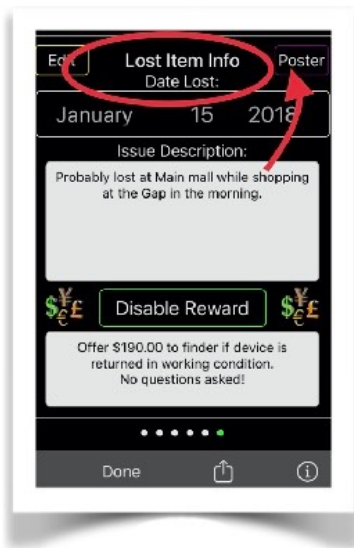 Edit Lost Item Info Poster
Date Lost:
January 15 2018
Issue Description:
Probably lost at Main mall while shopping
at the Gap in the morning.
$¥€£ Disable Reward $¥€£
Offer $190.00 to finder if device is
returned in working condition.
No questions asked!
Done